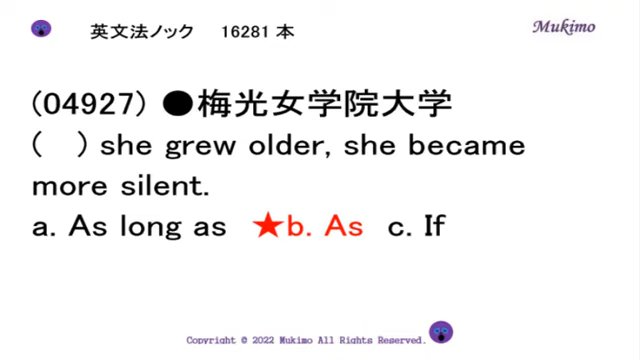 英文法ノック 16281 本
Mukimo
(04927) ●梅光女学院大学
( ) she grew older, she became
more silent.
a. As long as ★b. As c. If
Copyright © 2022 Mukimo All Rights Reserved.